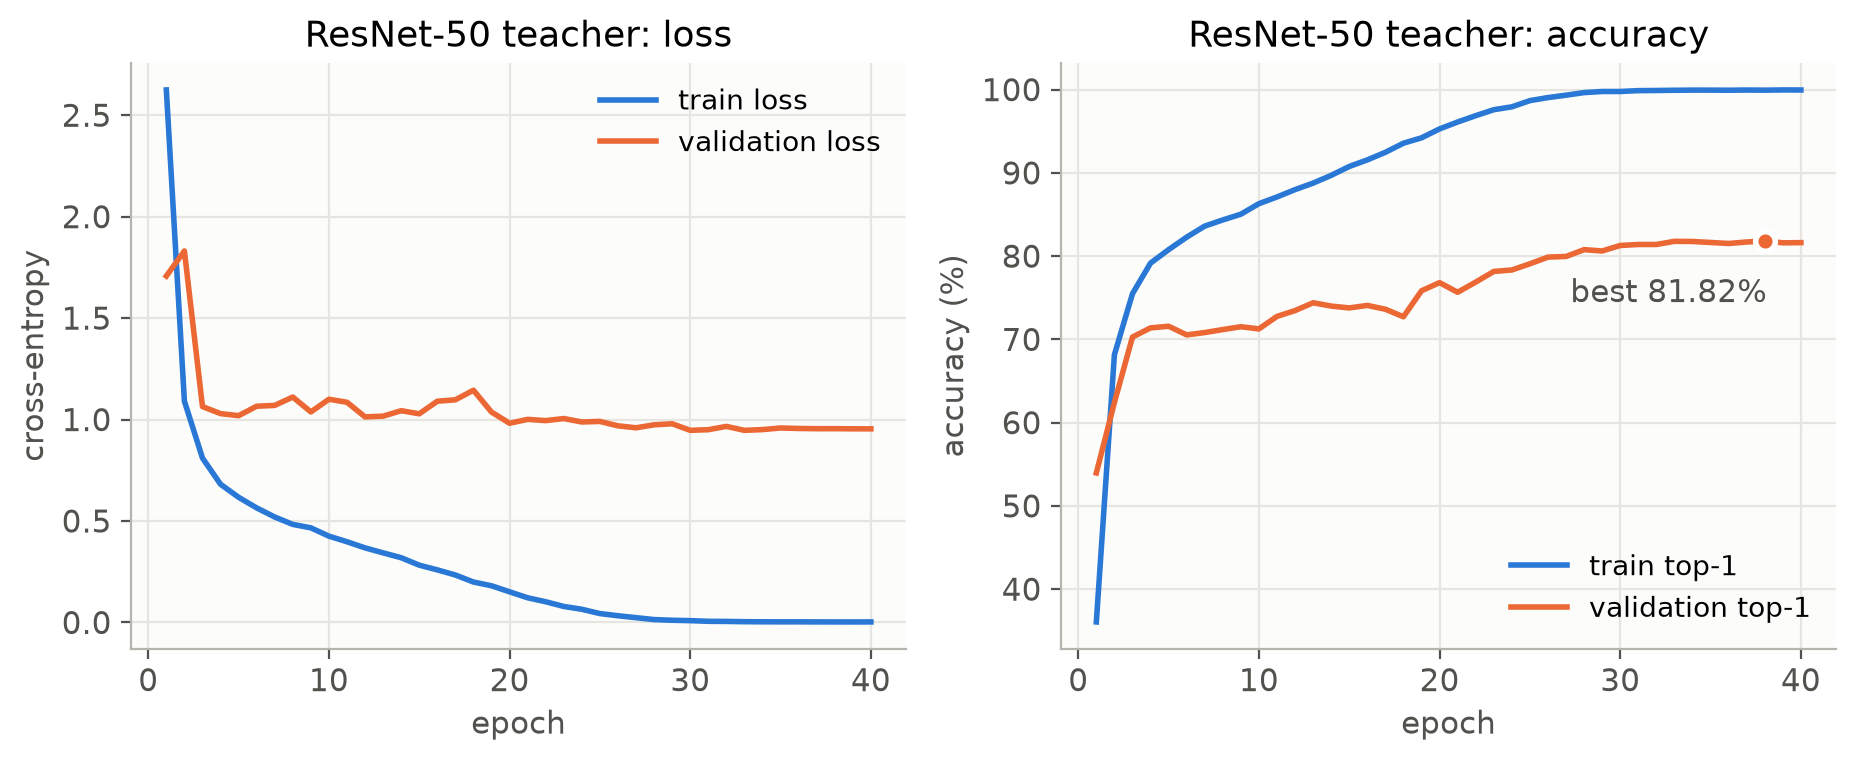 ResNet-50 teacher: loss
train loss
validation loss
2.5
2.0
1.5
1.0
0.5
0.0
cross-entropy
0
10
20
30
40
epoch
ResNet-50 teacher: accuracy
100
90
80
70
60
50
40
accuracy (%)
best 81.82%
train top-1
validation top-1
0
10
20
30
40
epoch